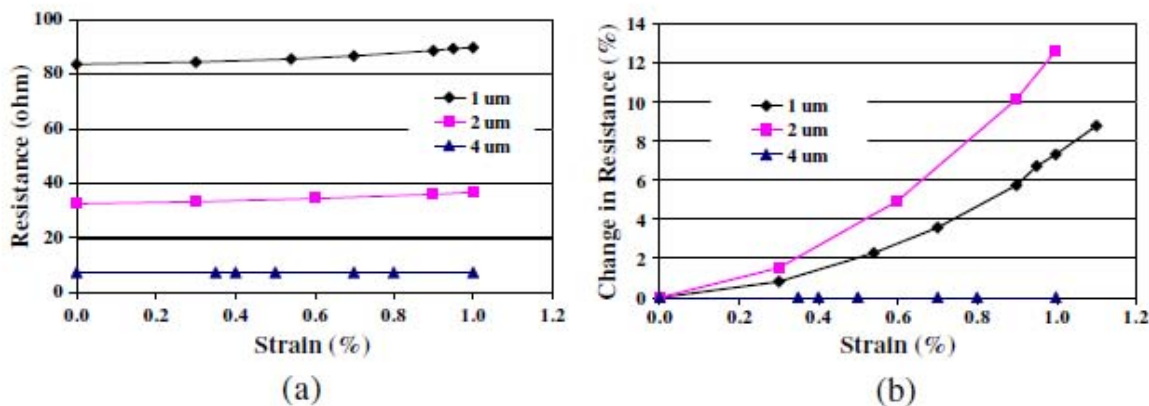 100
80
60
40
20
0
Resistance (ohm)
1 um
2 um
4 um
0.0 0.2 0.4 0.6 0.8 1.0 1.2
Strain (%)
(a)
14
12
10
8
6
4
2
0
Change in Resistance (%)
1 um
2 um
4 um
0.0 0.2 0.4 0.6 0.8 1.0 1.2
Strain (%)
(b)